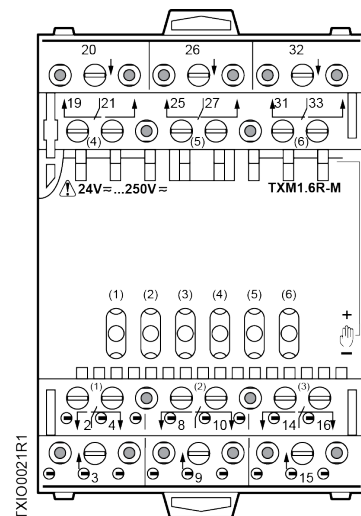 20 26 32
19 21 25 27 31 33
(4) (5) (6)
⚠ 24V≂...250V≂ TXM1.6R-M
(1) (2) (3) (4) (5) (6)
+
−
(1) (2) (3)
2 4 8 10 14 16
3 9 15
TXIO0021R1